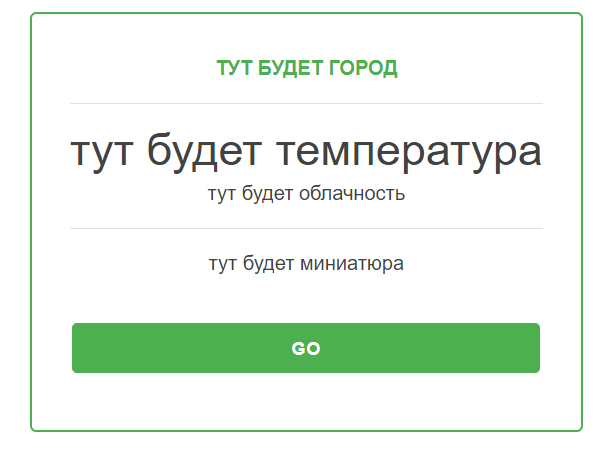 ТУТ БУДЕТ ГОРОД
тут будет температура
тут будет облачность
тут будет миниатюра
GO